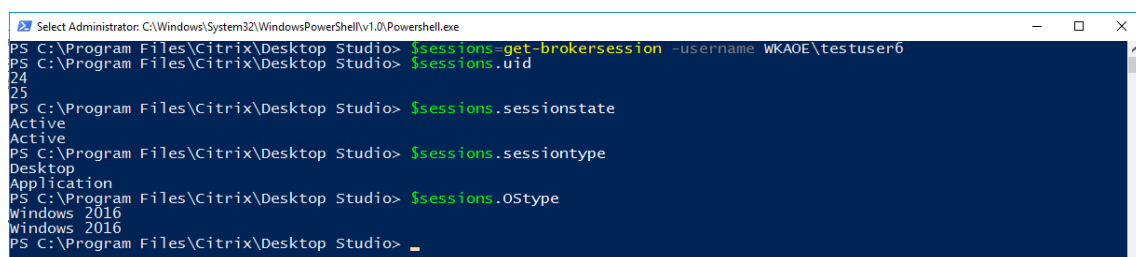 Select Administrator: C:\Windows\System32\WindowsPowerShell\v1.0\Powershell.exe
PS C:\Program Files\Citrix\Desktop Studio> $sessions=get-brokersession -username WKAOE\testuser6
PS C:\Program Files\Citrix\Desktop Studio> $sessions.uid
24
25
PS C:\Program Files\Citrix\Desktop Studio> $sessions.sessionstate
Active
Active
PS C:\Program Files\Citrix\Desktop Studio> $sessions.sessiontype
Desktop
Application
PS C:\Program Files\Citrix\Desktop Studio> $sessions.OStype
Windows 2016
Windows 2016
PS C:\Program Files\Citrix\Desktop Studio>